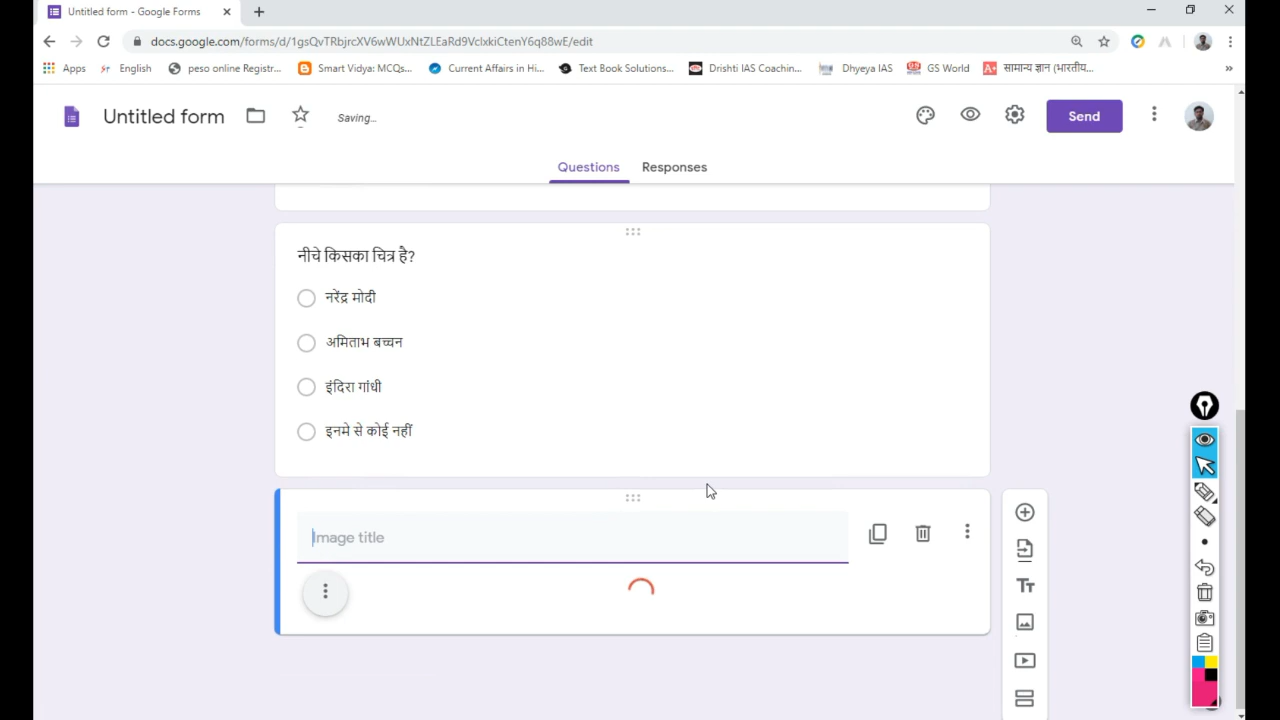 Untitled form - Google Forms
docs.google.com/forms/d/1gsQvTRbjrcXV6wWUxNtZLEaRd9VclxkiCtenY6q88wE/edit
Apps
English
peso online Registr...
Smart Vidya: MCQs...
Current Affairs in Hi...
Text Book Solutions...
Drishti IAS Coachin...
Dhyeya IAS
GS World
सामान्य ज्ञान (भारतीय...
Untitled form
Saving...
Send
Questions
Responses
नीचे किसका चित्र है?
नरेंद्र मोदी
अमिताभ बच्चन
इंदिरा गांधी
इनमे से कोई नहीं
Image title